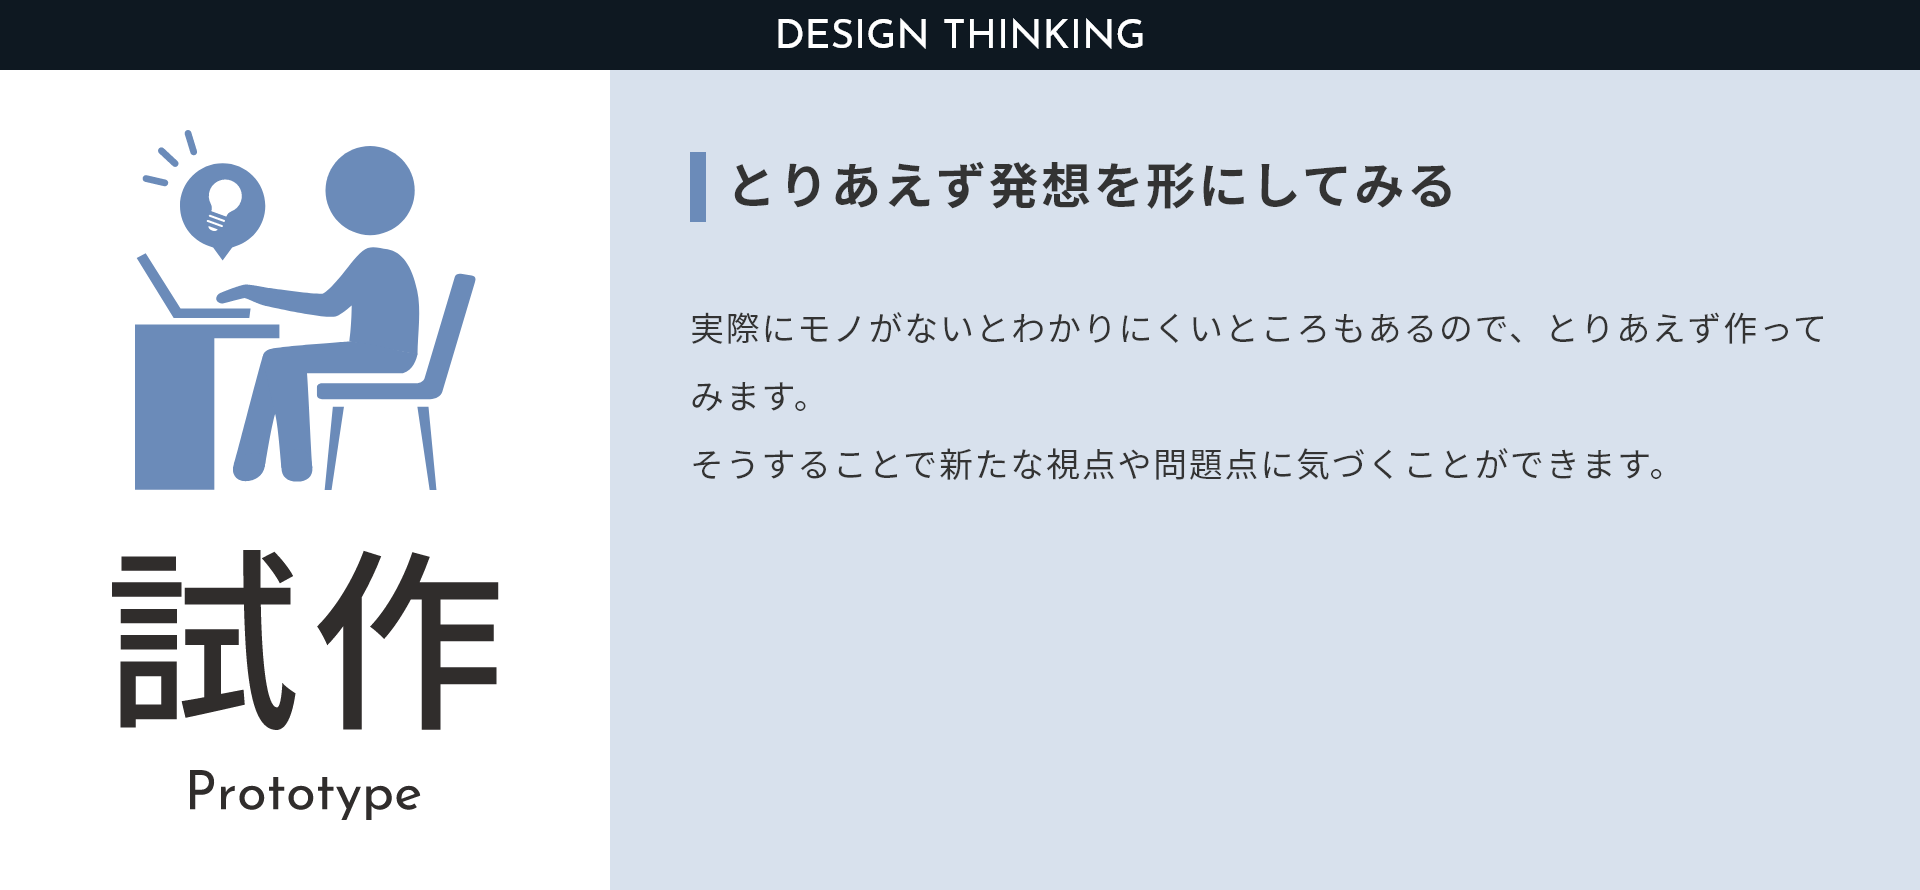 DESIGN THINKING
試作
Prototype
とりあえず発想を形にしてみる
実際にモノがないとわかりにくいところもあるので、とりあえず作って
みます。
そうすることで新たな視点や問題点に気づくことができます。